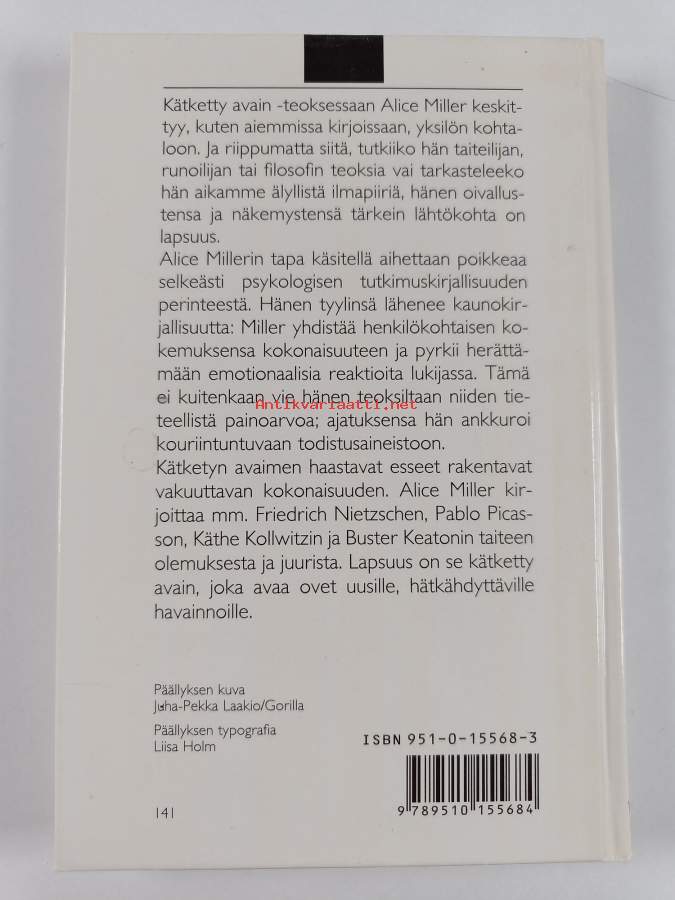 Kätketty avain -teoksessaan Alice Miller keskit-
tyy, kuten aiemmissa kirjoissaan, yksilön kohta-
loon. Ja riippumatta siitä, tutkiiko hän taiteilijan,
runoilijan tai filosofin teoksia vai tarkasteleeko
hän aikamme älyllistä ilmapiiriä, hänen oivallus-
tensa ja näkemystensä tärkein lähtökohta on
lapsuus.
Alice Millerin tapa käsitellä aihettaan poikkeaa
selkeästi psykologisen tutkimuskirjallisuuden
perinteestä. Hänen tyylinsä lähenee kaunokir-
jallisuutta: Miller yhdistää henkilökohtaisen ko-
kemuksensa kokonaisuuteen ja pyrkii herättä-
mään emotionaalisia reaktioita lukijassa. Tämä
ei kuitenkaan vie hänen teoksiltaan niiden tie-
Antikvariaatti.net
teellistä painoarvoa; ajatuksensa hän ankkuroi
kouriintuntuvaan todistusaineistoon.
Kätketyn avaimen haastavat esseet rakentavat
vakuuttavan kokonaisuuden. Alice Miller kir-
joittaa mm. Friedrich Nietzschen, Pablo Picas-
son, Käthe Kollwitzin ja Buster Keatonin taiteen
olemuksesta ja juurista. Lapsuus on se kätketty
avain, joka avaa ovet uusille, hätkähdyttäville
havainnoille.
Päällyksen kuva
Juha-Pekka Laakio/Gorilla
Päällyksen typografia
Liisa Holm
ISBN 951-0-15568-3
9 789510 155684
141